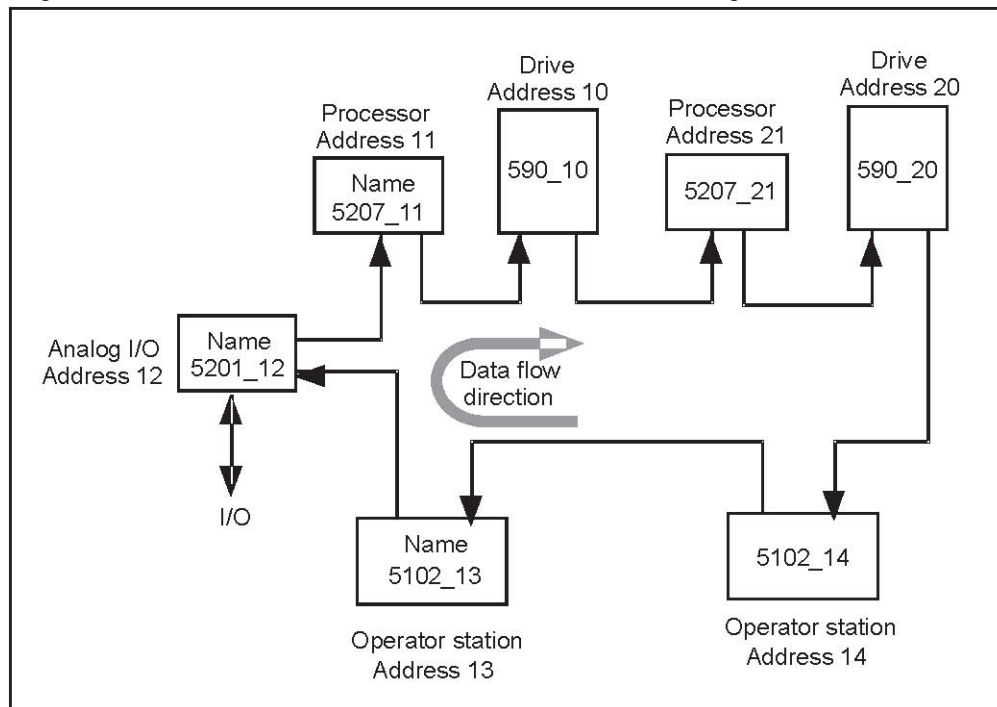 Drive
Address 10
Drive
Address 20
Processor
Address 11
Processor
Address 21
Name
5207_11
590_10
5207_21
590_20
Analog I/O
Address 12
Name
5201_12
Data flow
direction
I/O
Name
5102_13
5102_14
Operator station
Address 13
Operator station
Address 14